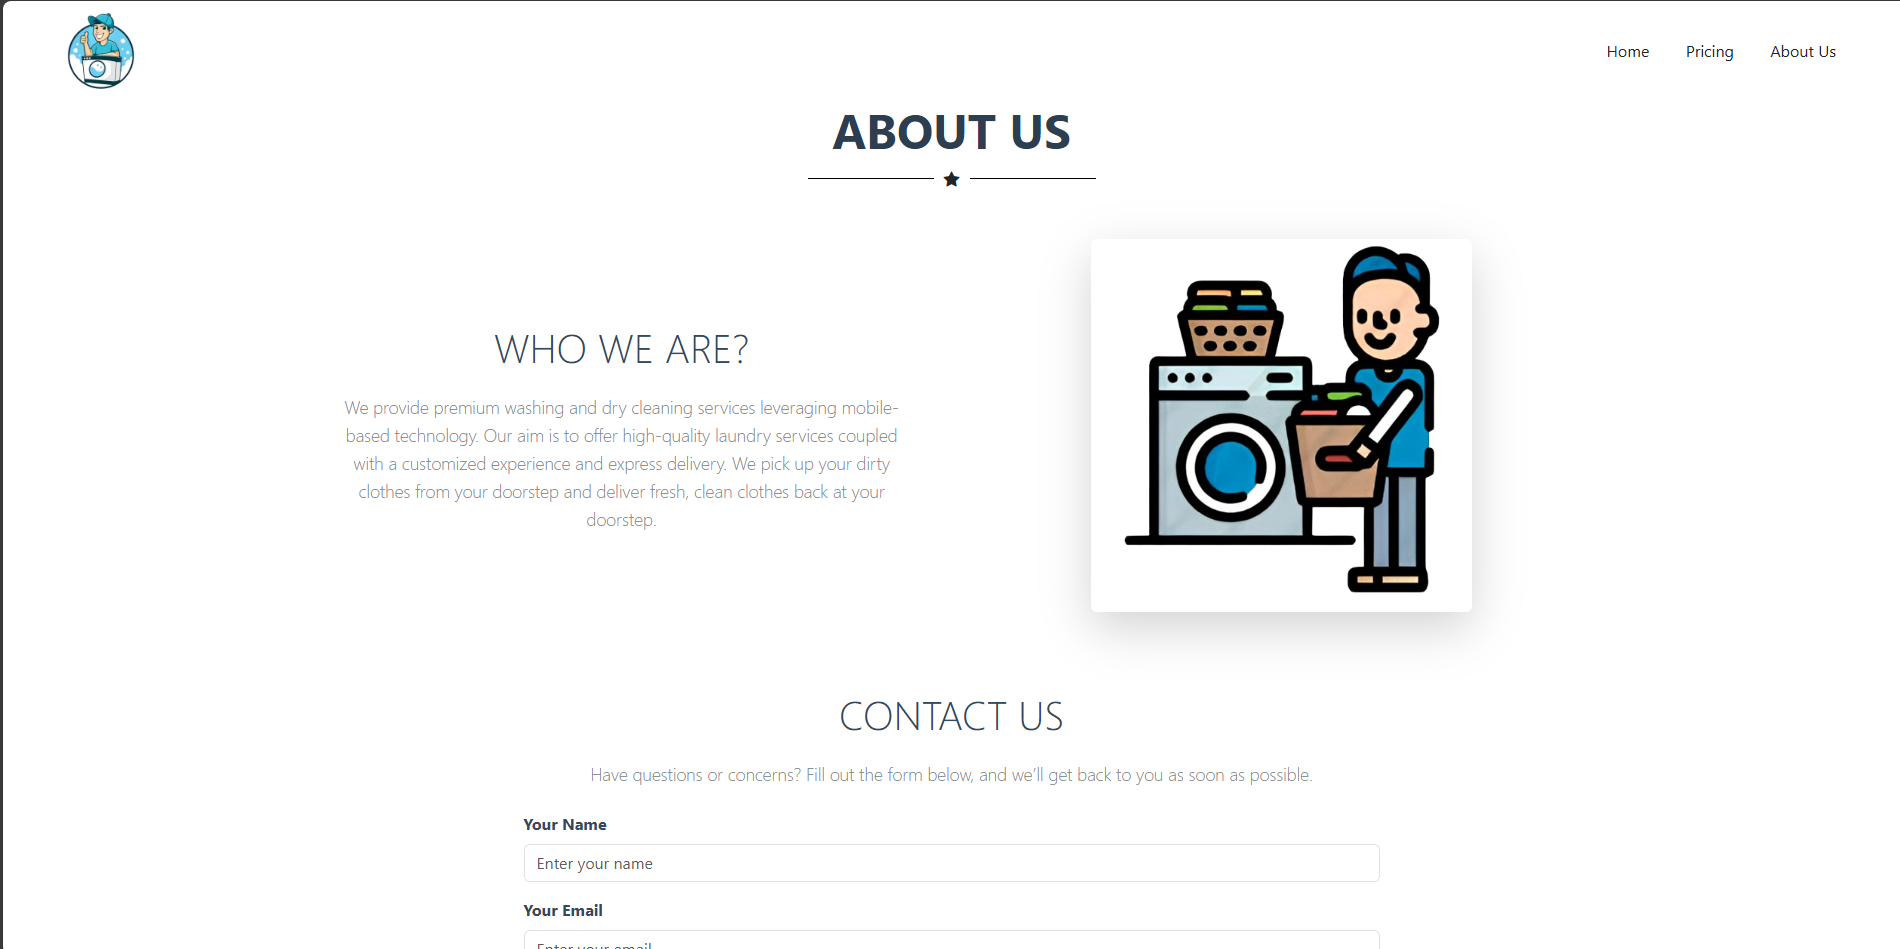 Home Pricing About Us
ABOUT US
WHO WE ARE?
We provide premium washing and dry cleaning services leveraging mobile-
based technology. Our aim is to offer high-quality laundry services coupled
with a customized experience and express delivery. We pick up your dirty
clothes from your doorstep and deliver fresh, clean clothes back at your
doorstep.
CONTACT US
Have questions or concerns? Fill out the form below, and we’ll get back to you as soon as possible.
Your Name
Enter your name
Your Email
Enter your email